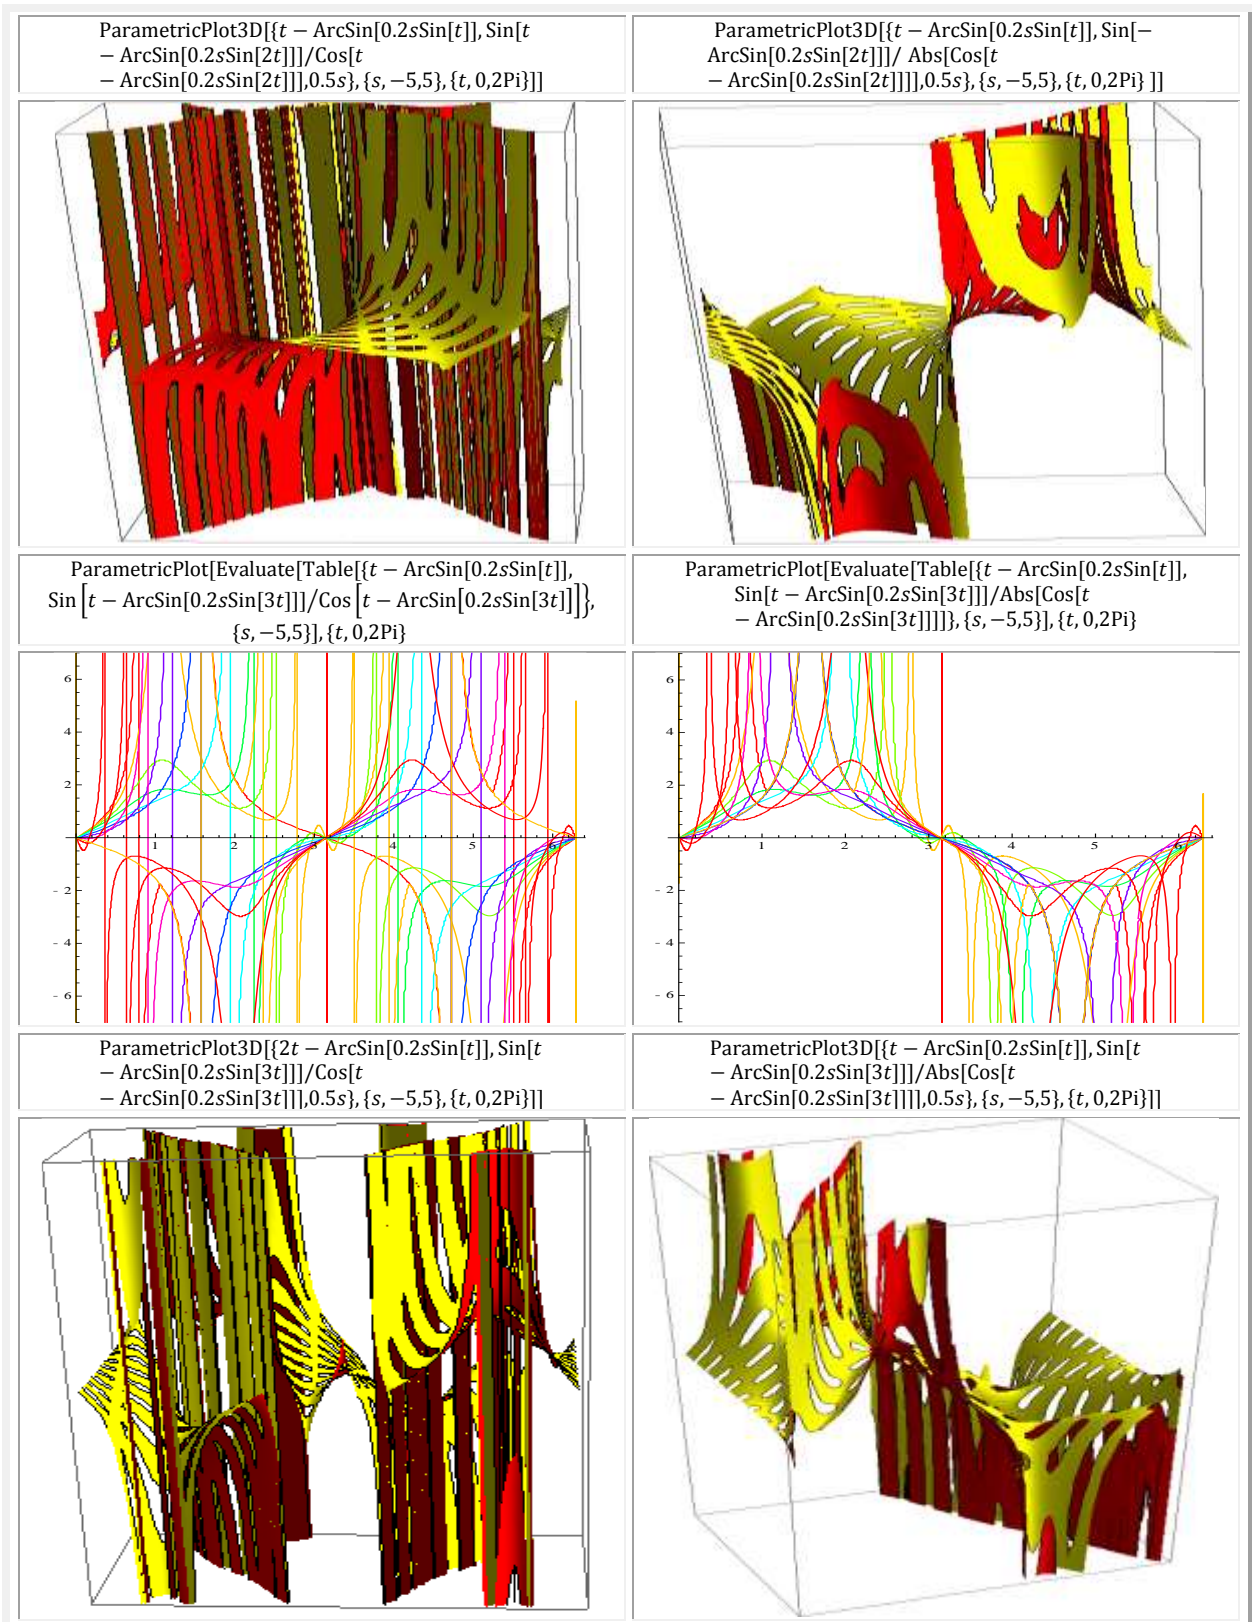 ParametricPlot3D[{t − ArcSin[0.2sSin[t]], Sin[t
− ArcSin[0.2sSin[2t]]]/Cos[t
− ArcSin[0.2sSin[2t]]],0.5s}, {s, −5,5}, {t, 0,2Pi}]]
ParametricPlot3D[{t − ArcSin[0.2sSin[t]], Sin[−
ArcSin[0.2sSin[2t]]]/ Abs[Cos[t
− ArcSin[0.2sSin[2t]]]],0.5s}, {s, −5,5}, {t, 0,2Pi} ]]
ParametricPlot[Evaluate[Table[{t − ArcSin[0.2sSin[t]],
Sin [t − ArcSin[0.2sSin[3t]]]/Cos [t − ArcSin[0.2sSin[3t]]]},
{s, −5,5}], {t, 0,2Pi}
ParametricPlot[Evaluate[Table[{t − ArcSin[0.2sSin[t]],
Sin[t − ArcSin[0.2sSin[3t]]]/Abs[Cos[t
− ArcSin[0.2sSin[3t]]]]}, {s, −5,5}], {t, 0,2Pi}
6
4
2
1
2
3
4
5
6
- 2
- 4
- 6
6
4
2
1
2
3
4
5
6
- 2
- 4
- 6
ParametricPlot3D[{2t − ArcSin[0.2sSin[t]], Sin[t
− ArcSin[0.2sSin[3t]]]/Cos[t
− ArcSin[0.2sSin[3t]]],0.5s}, {s, −5,5}, {t, 0,2Pi}]]
ParametricPlot3D[{t − ArcSin[0.2sSin[t]], Sin[t
− ArcSin[0.2sSin[3t]]]/Abs[Cos[t
− ArcSin[0.2sSin[3t]]]],0.5s}, {s, −5,5}, {t, 0,2Pi}]]